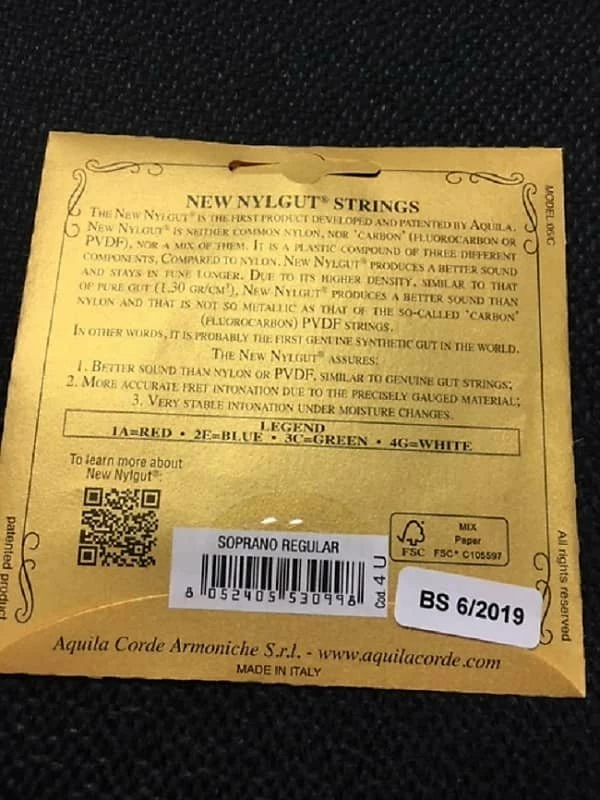 NEW NYLGUT® STRINGS
THE NEW NYLGUT® IS THE FIRST PRODUCT DEVELOPED AND PATENTED BY AQUILA.
NEW NYLGUT® IS NEITHER COMMON NYLON, NOR "CARBON" (FLUOROCARBON OR
PVDF), NOR A MIX OF THEM. IT IS A PLASTIC COMPOUND OF THREE DIFFERENT
COMPONENTS, COMPARED TO NYLON, NEW NYLGUT® PRODUCES A BETTER SOUND
AND STAYS IN TUNE LONGER. DUE TO ITS HIGHER DENSITY, SIMILAR TO THAT
OF PURE GUT (1.30 GR/CM³), NEW NYLGUT® PRODUCES A BETTER SOUND THAN
NYLON AND THAT IS NOT SO METALLIC AS THAT OF THE SO-CALLED "CARBON"
(FLUOROCARBON) PVDF STRINGS.
IN OTHER WORDS, IT IS PROBABLY THE FIRST GENUINE SYNTHETIC GUT IN THE WORLD.
THE NEW NYLGUT® ASSURES:
1. BETTER SOUND THAN NYLON OR PVDF, SIMILAR TO GENUINE GUT STRINGS;
2. MORE ACCURATE FRET INTONATION DUE TO THE PRECISELY GAUGED MATERIAL;
3. VERY STABLE INTONATION UNDER MOISTURE CHANGES.
LEGEND
1A=RED • 2E=BLUE • 3C=GREEN • 4G=WHITE
To learn more about
New Nylgut®:
SOPRANO REGULAR
8 052405 530998
Cod. 4 U
FSC
MIX
Paper
FSC® C105597
BS 6/2019
Aquila Corde Armoniche S.r.l. - www.aquilacorde.com
MADE IN ITALY
patented product
MODEL 06C
All rights reserved